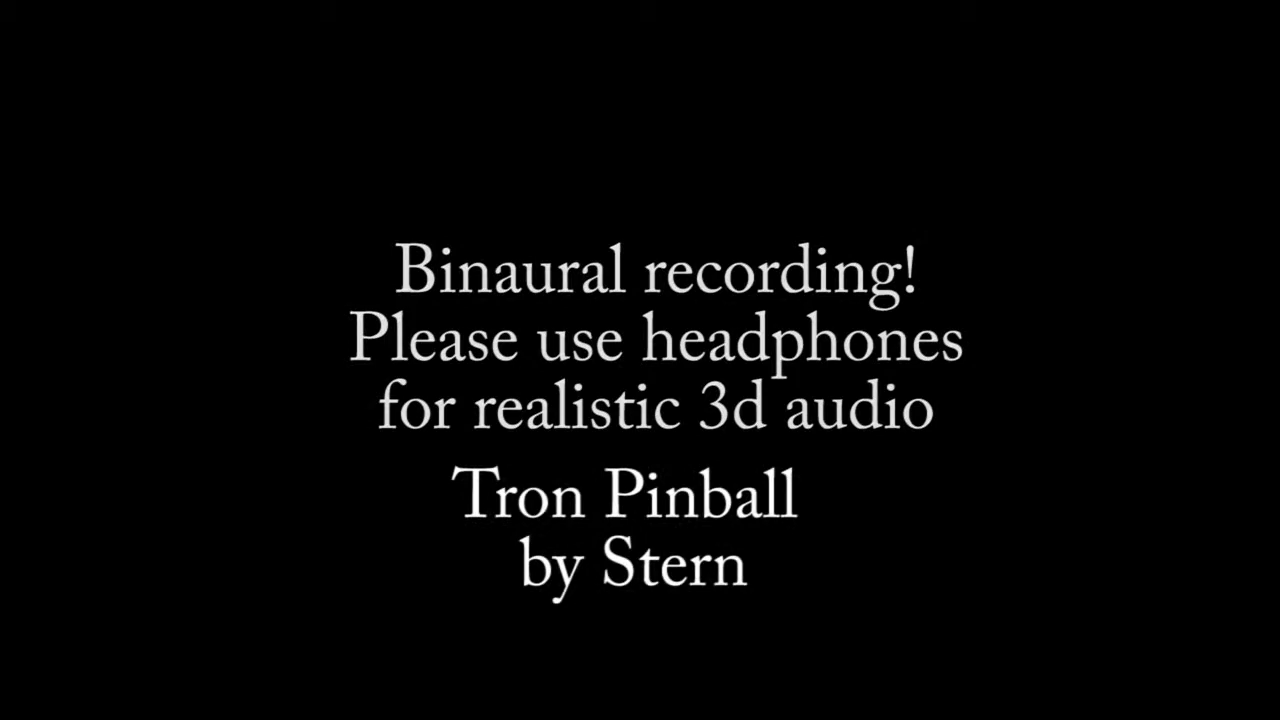 Binaural recording!
Please use headphones
for realistic 3d audio
Tron Pinball
by Stern